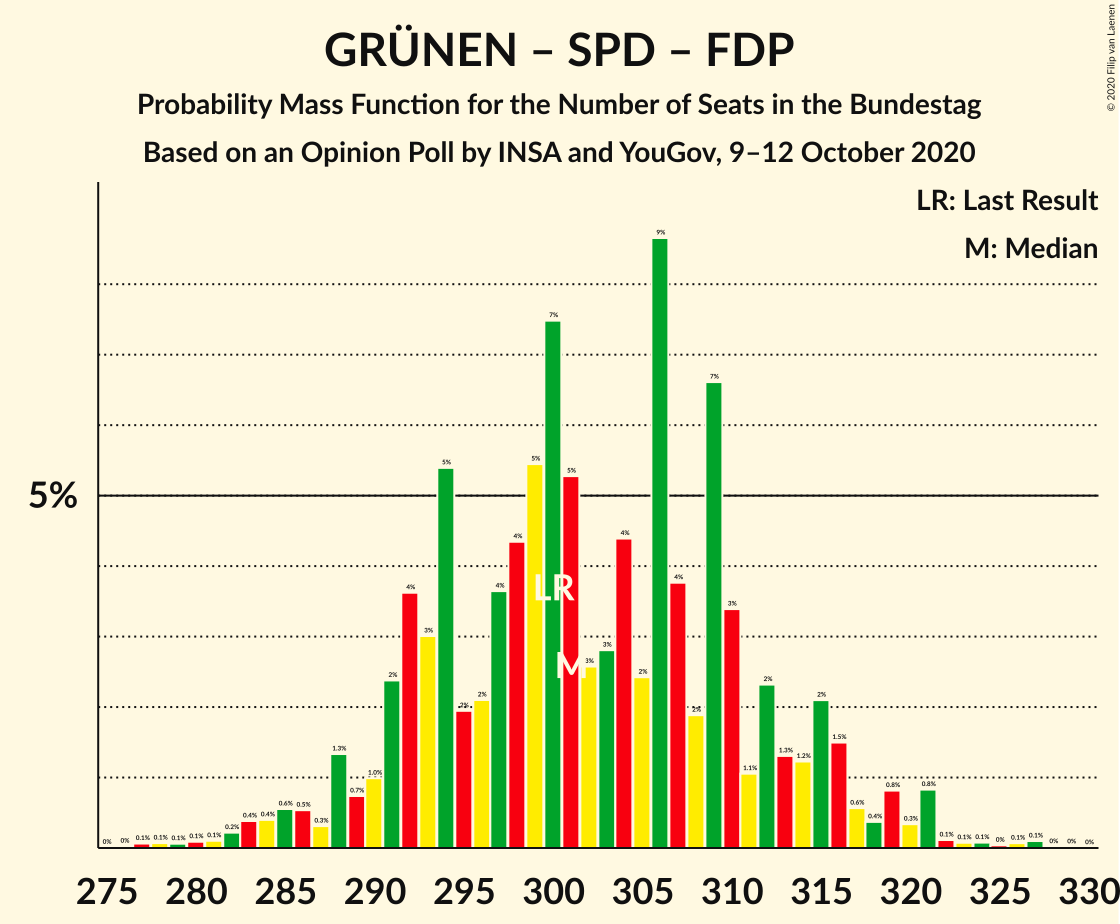 GRÜNEN – SPD – FDP
Probability Mass Function for the Number of Seats in the Bundestag
Based on an Opinion Poll by INSA and YouGov, 9–12 October 2020
© 2020 Filip van Laenen
LR: Last Result
M: Median
5%
0% 0% 0.1% 0.1% 0.1% 0.1% 0.1% 0.2% 0.4% 0.4% 0.6% 0.5% 0.3% 1.3% 0.7% 1.0% 2% 4% 3% 5% 2% 2% 4% 4% 5% 7% 5% 3% 3% 4% 2% 9% 4% 2% 7% 3% 1.1% 2% 1.3% 1.2% 2% 1.5% 0.6% 0.4% 0.8% 0.3% 0.8% 0.1% 0.1% 0.1% 0% 0.1% 0.1% 0% 0% 0%
LR
M
275 280 285 290 295 300 305 310 315 320 325 330